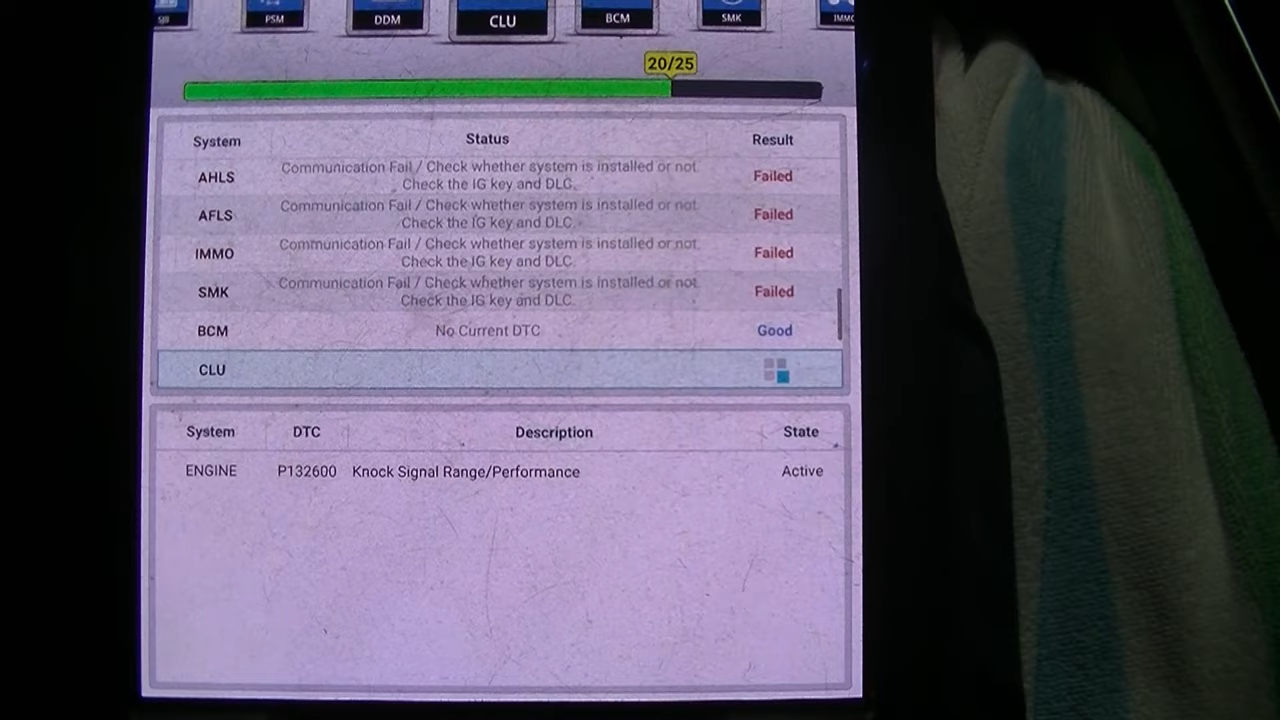 PSM DDM CLU BCM SMK
20/25
System Status Result
AHLS Communication Fail / Check whether system is installed or not. Failed
Check the IG key and DLC.
AFLS Communication Fail / Check whether system is installed or not. Failed
Check the IG key and DLC.
IMMO Communication Fail / Check whether system is installed or not. Failed
Check the IG key and DLC.
SMK Communication Fail / Check whether system is installed or not. Failed
Check the IG key and DLC.
BCM No Current DTC Good
CLU
System DTC Description State
ENGINE P132600 Knock Signal Range/Performance Active